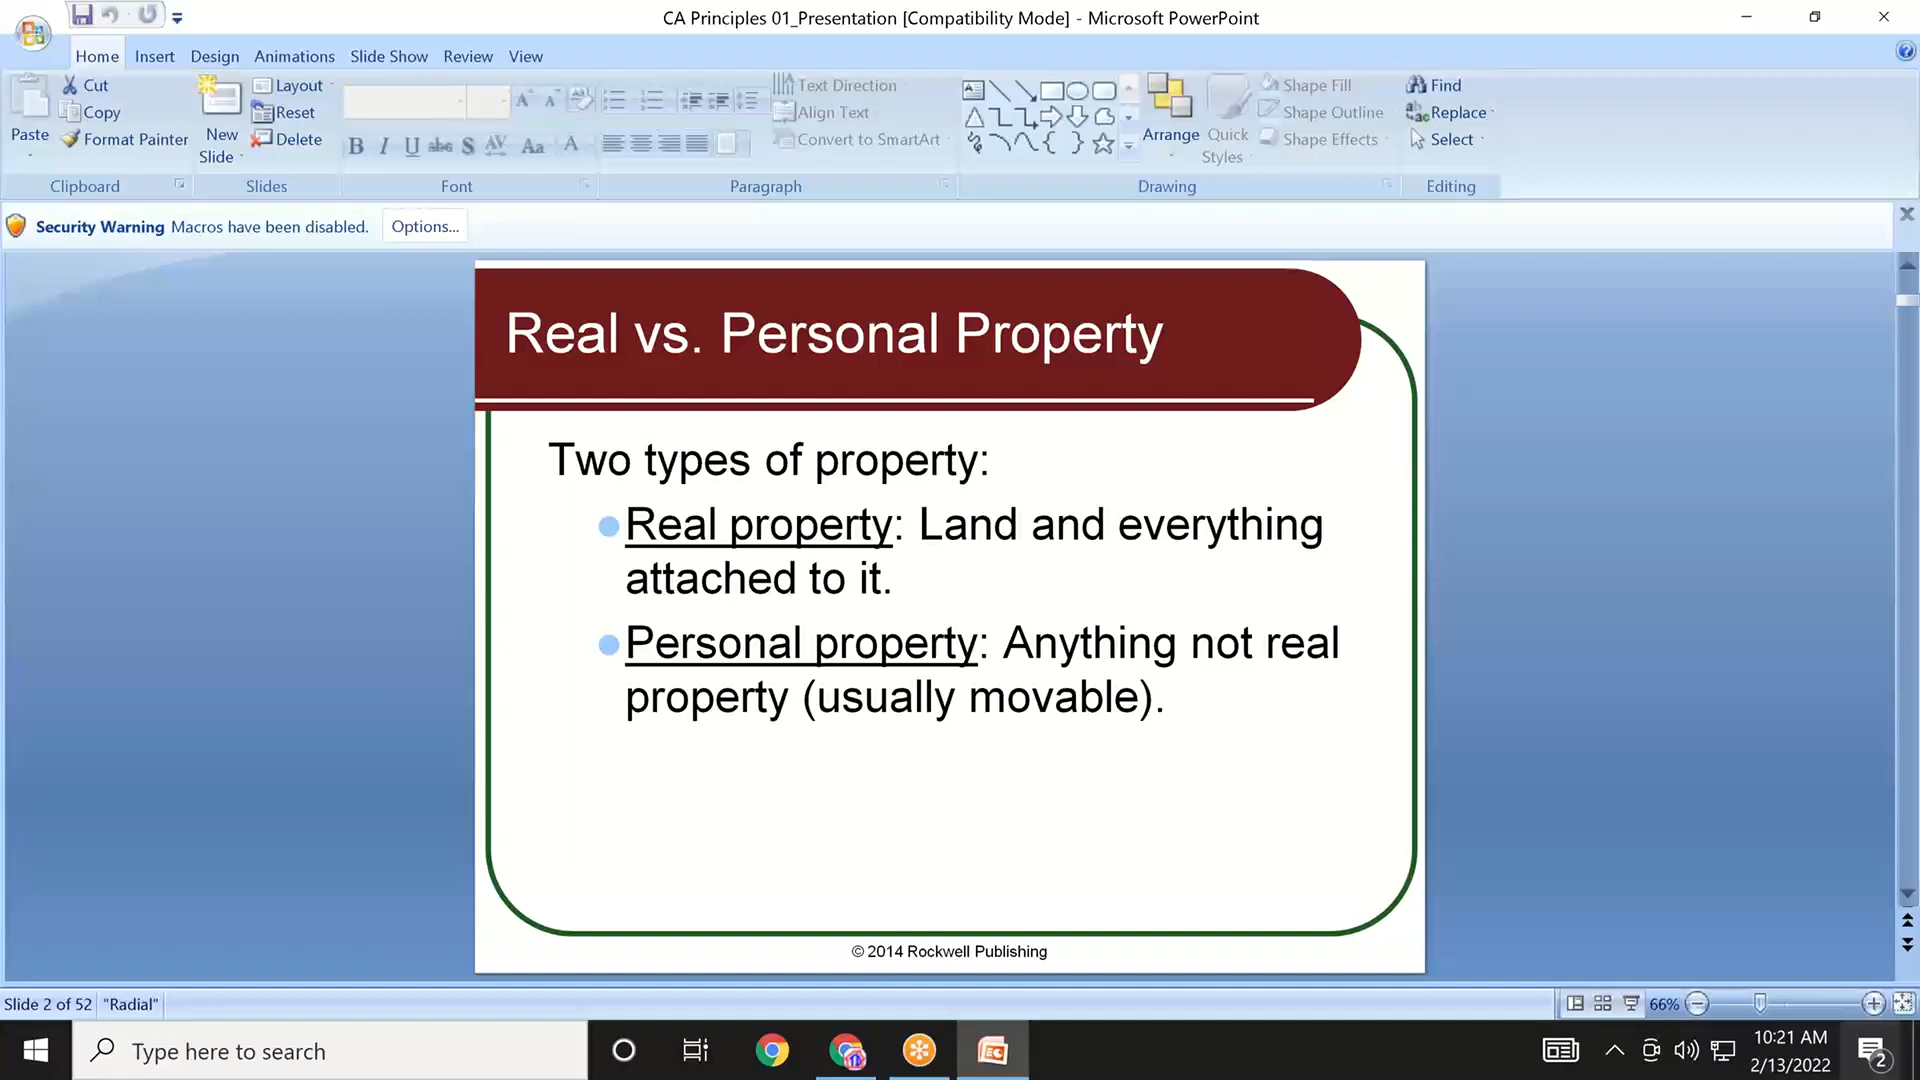 CA Principles 01_Presentation [Compatibility Mode] - Microsoft PowerPoint
Home Insert Design Animations Slide Show Review View
Paste
Cut
Copy
Format Painter
Clipboard
New
Slide
Layout
Reset
Delete
Slides
B I U abc S AV Aa A
Font
Text Direction
Align Text
Convert to SmartArt
Paragraph
Arrange
Quick
Styles
Shape Fill
Shape Outline
Shape Effects
Drawing
Find
Replace
Select
Editing
Security Warning Macros have been disabled. Options...
Real vs. Personal Property
Two types of property:
Real property: Land and everything
attached to it.
Personal property: Anything not real
property (usually movable).
© 2014 Rockwell Publishing
Slide 2 of 52 "Radial" 66%
Type here to search
10:21 AM
2/13/2022
2